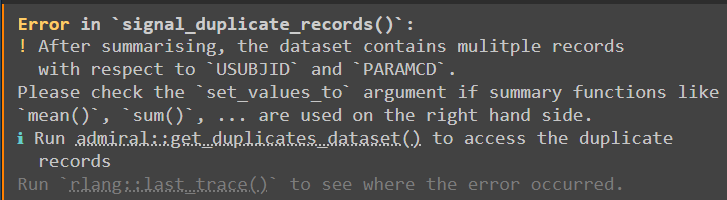 Error in `signal_duplicate_records()`:
! After summarising, the dataset contains mulitple records
with respect to `USUBJID` and `PARAMCD`.
Please check the `set_values_to` argument if summary functions like
`mean()`, `sum()`, ... are used on the right hand side.
ℹ Run admiral::get_duplicates_dataset() to access the duplicate
records
Run `rlang::last_trace()` to see where the error occurred.